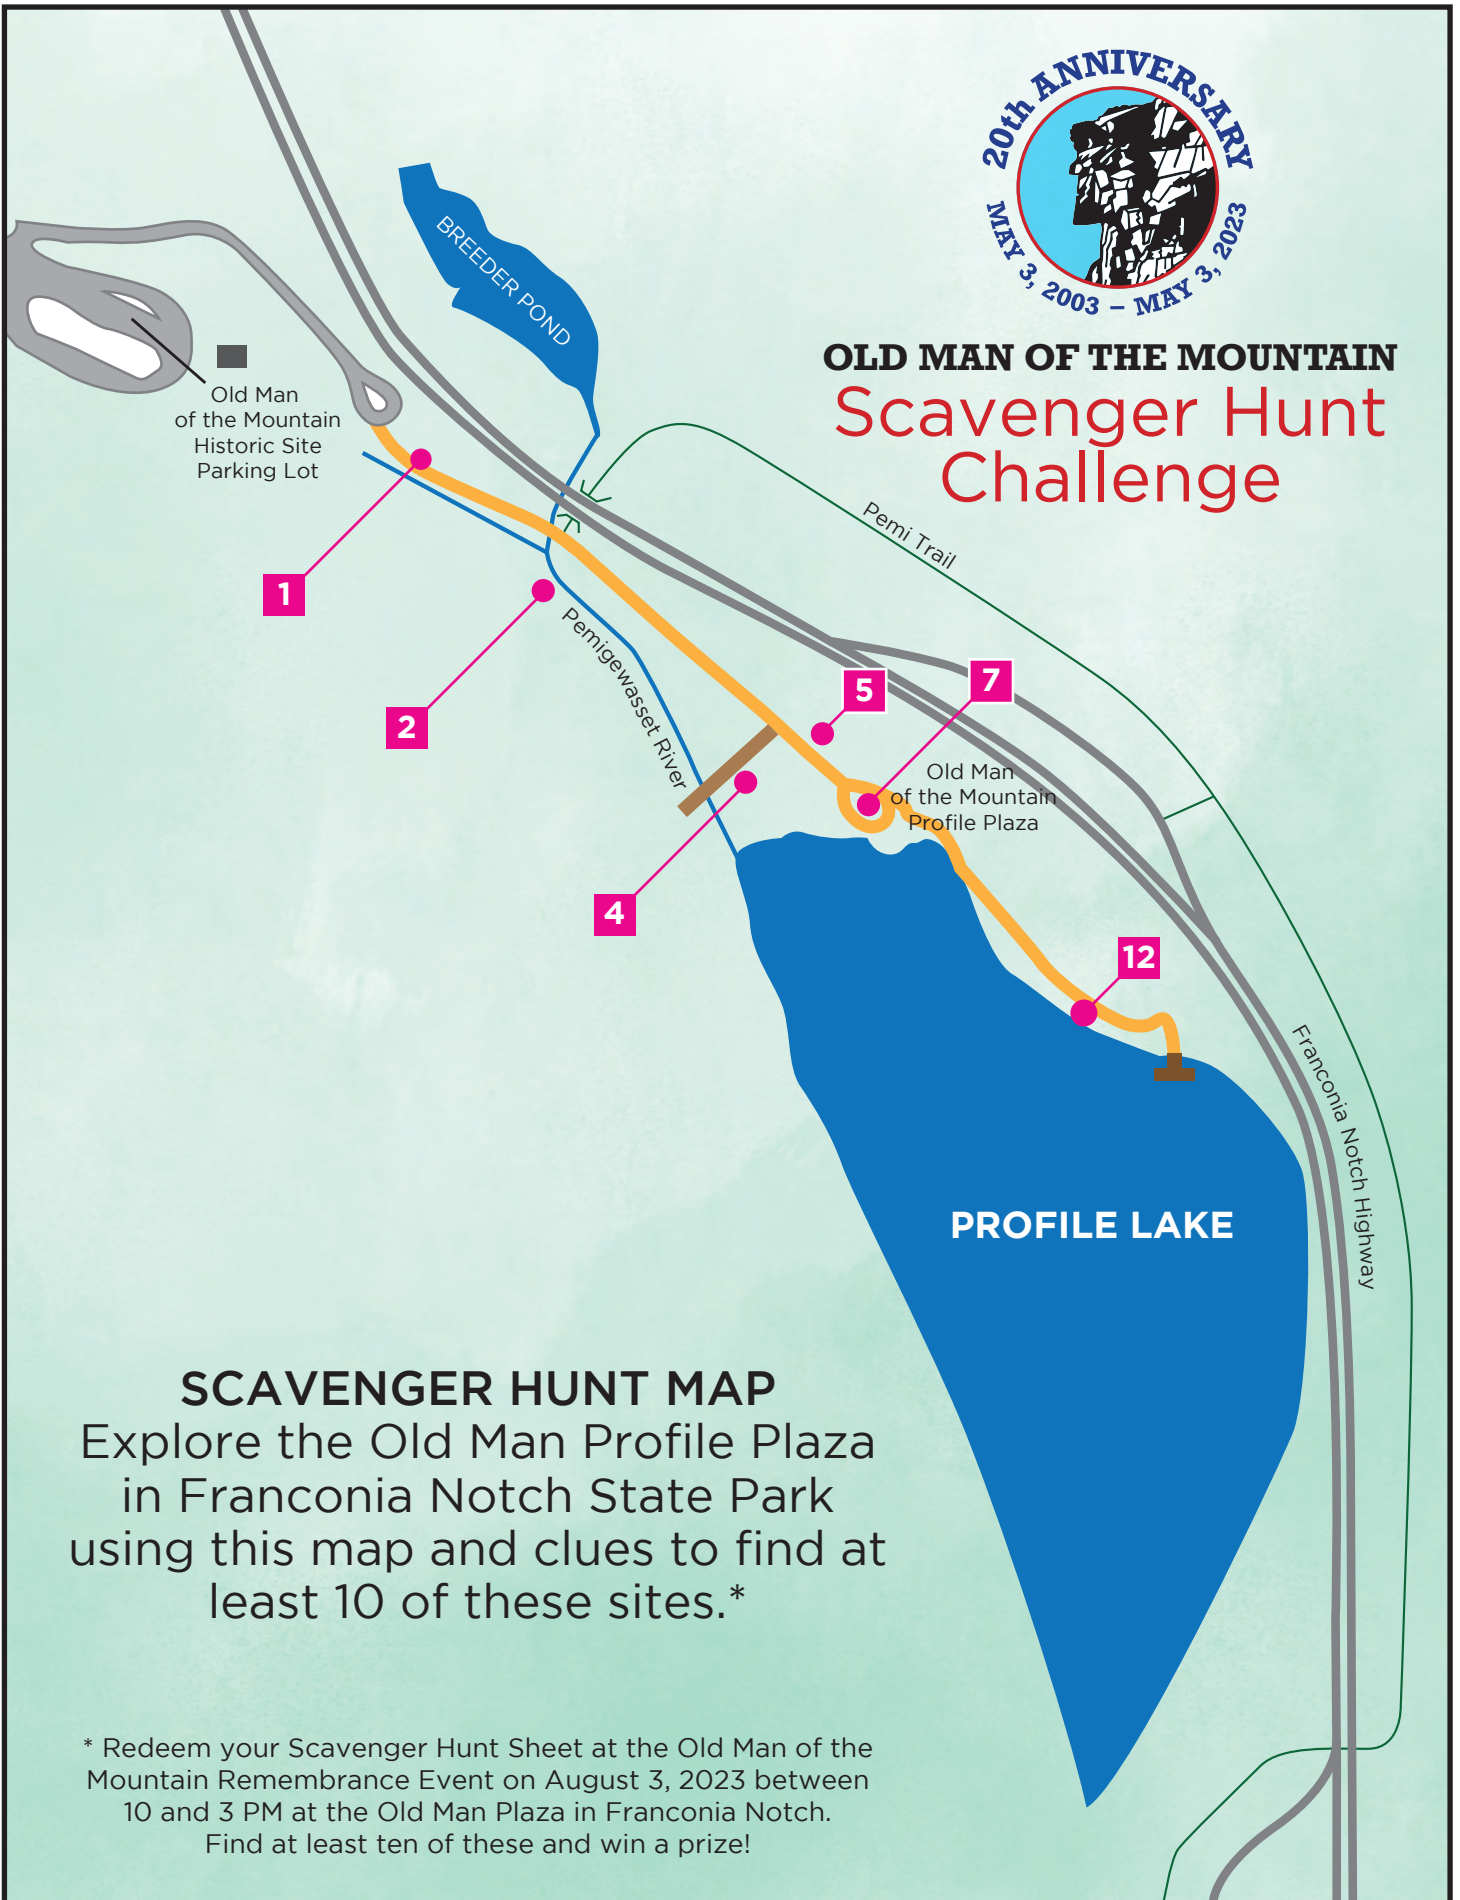 20th ANNIVERSARY
MAY 3, 2003 – MAY 3, 2023
OLD MAN OF THE MOUNTAIN
Scavenger Hunt
Challenge
BREEDER POND
Old Man
of the Mountain
Historic Site
Parking Lot
Pemi Trail
1
2
Pemigewasset River
5
7
Old Man
of the Mountain
Profile Plaza
4
12
Franconia Notch Highway
PROFILE LAKE
SCAVENGER HUNT MAP
Explore the Old Man Profile Plaza
in Franconia Notch State Park
using this map and clues to find at
least 10 of these sites.*
* Redeem your Scavenger Hunt Sheet at the Old Man of the
Mountain Remembrance Event on August 3, 2023 between
10 and 3 PM at the Old Man Plaza in Franconia Notch.
Find at least ten of these and win a prize!